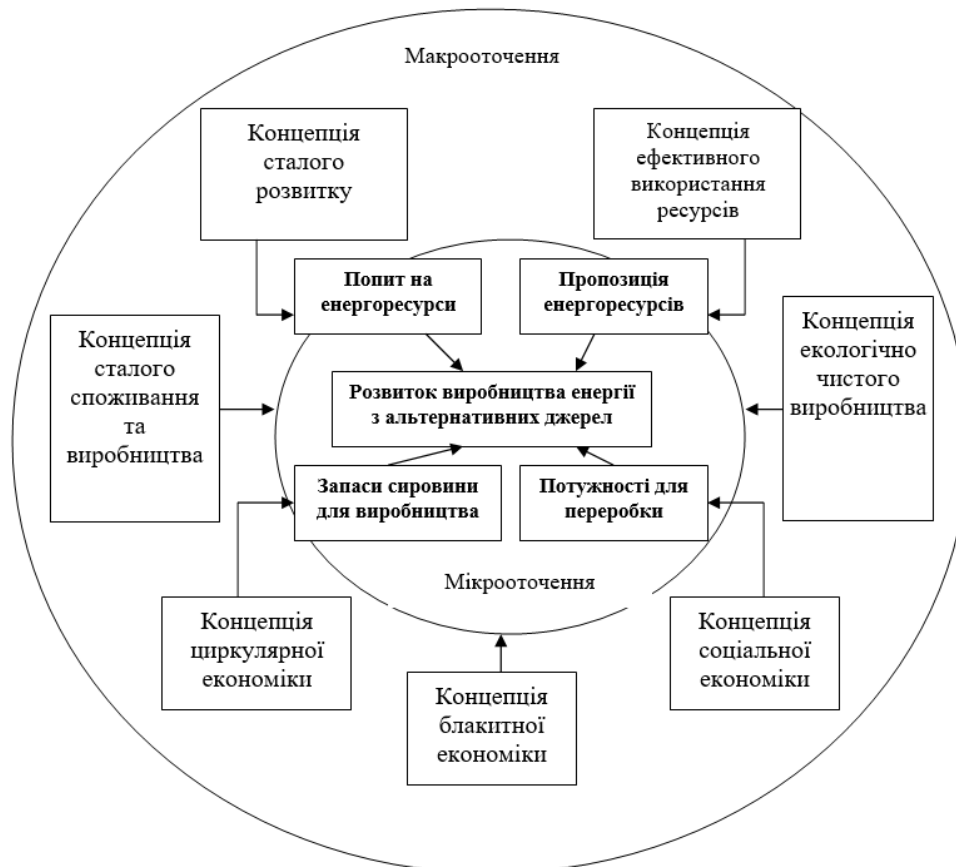 Макрооточення
Концепція
сталого
розвитку
Концепція
ефективного
використання
ресурсів
Попит на
енергоресурси
Пропозиція
енергоресурсів
Концепція
сталого
споживання
та
виробництва
Розвиток виробництва енергії
з альтернативних джерел
Концепція
екологічно
чистого
виробництва
Запаси сировини
для виробництва
Потужності для
переробки
Мікрооточення
Концепція
циркулярної
економіки
Концепція
блакитної
економіки
Концепція
соціальної
економіки